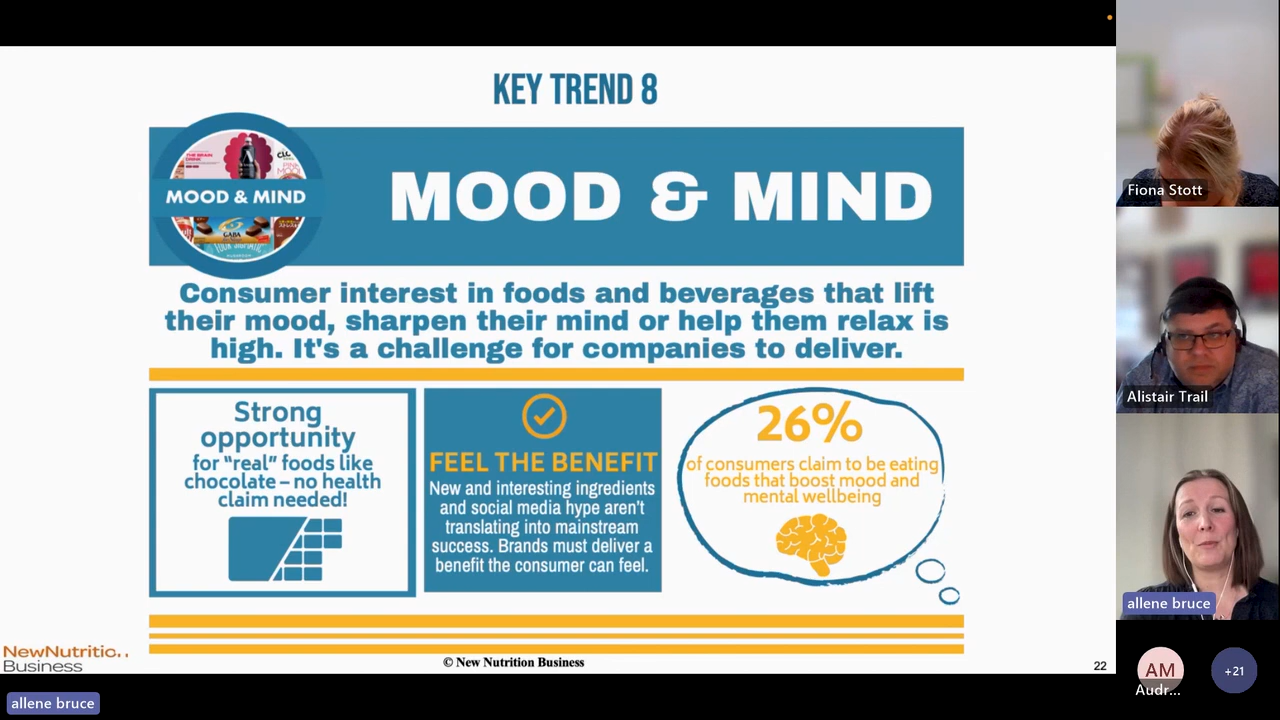 KEY TREND 8
THE BRAIN
DRINK
MOOD & MIND
GABA
MOOD & MIND
Consumer interest in foods and beverages that lift
their mood, sharpen their mind or help them relax is
high. It's a challenge for companies to deliver.
Strong
opportunity
for “real” foods like
chocolate – no health
claim needed!
FEEL THE BENEFIT
New and interesting ingredients
and social media hype aren’t
translating into mainstream
success. Brands must deliver a
benefit the consumer can feel.
26%
of consumers claim to be eating
foods that boost mood and
mental wellbeing
NewNutrition
Business
© New Nutrition Business
22
allene bruce
Fiona Stott
Alistair Trail
allene bruce
AM
Audr...
+21